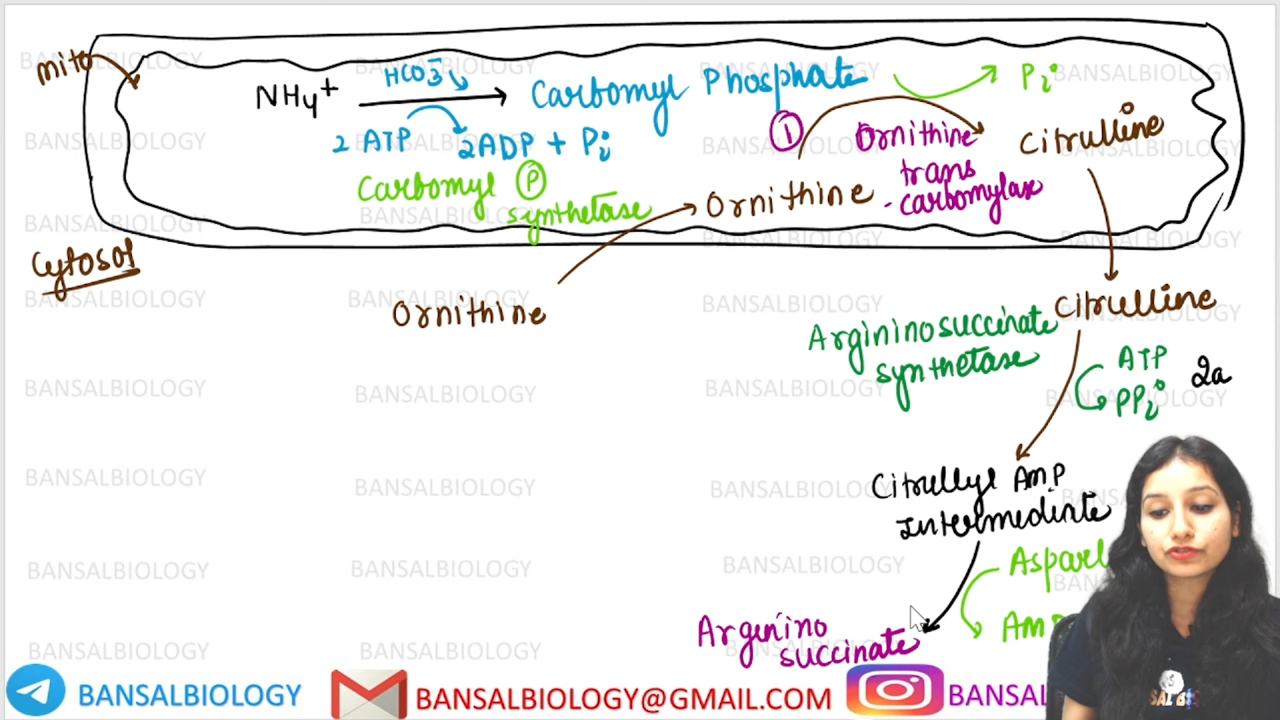 mito
NH4+
HCO3-
Carbomyl Phosphate
Pi
2 ATP
2ADP + Pi
Carbomyl P
synthetase
1
Ornithine
trans
-carbomylase
Citrulline
Ornithine
Cytosol
Ornithine
Citrulline
Argininosuccinate
synthetase
ATP
PPi
2a
Citrullyl AMP
Intermediate
Arginino
succinate
BANSALBIOLOGY
BANSALBIOLOGY@GMAIL.COM